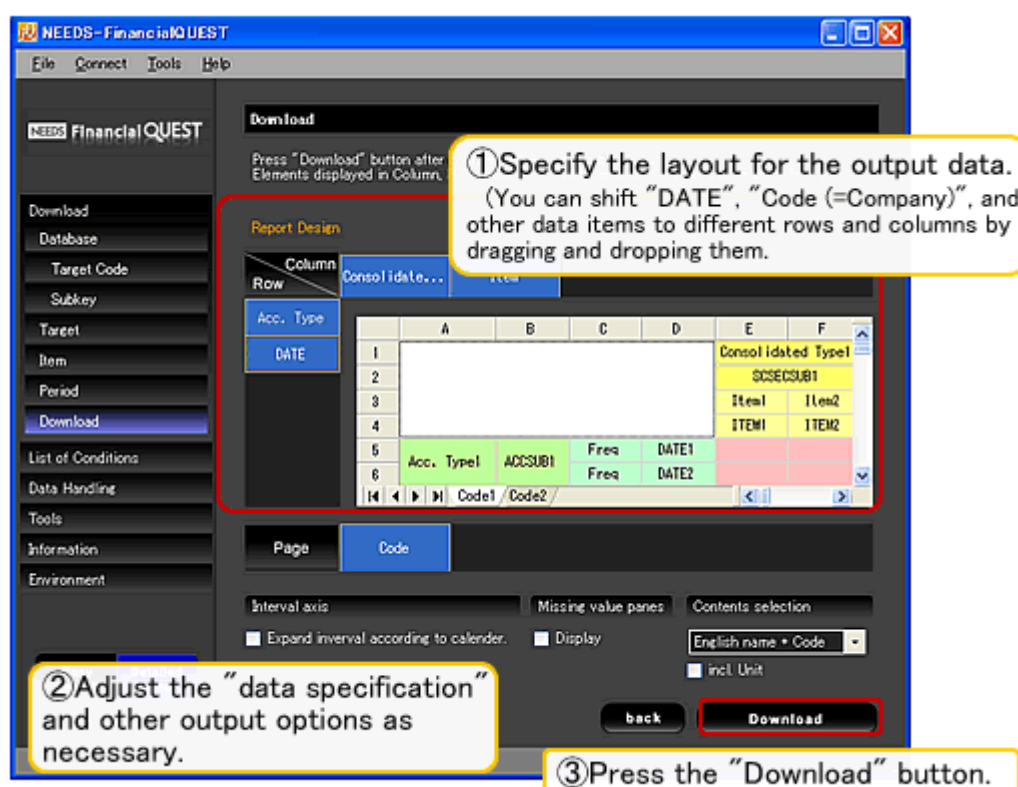 NEEDS-FinancialQUEST
File Connect Tools Help
NEEDS Financial QUEST
Download
Database
Target Code
Subkey
Target
Item
Period
Download
List of Conditions
Data Handling
Tools
Information
Environment
Download
Press "Download" button after
Elements displayed in Column,
①Specify the layout for the output data.
(You can shift "DATE", "Code (=Company)", and
other data items to different rows and columns by
dragging and dropping them.
Report Design
Column
Row
Consolidate... Item
Acc. Type
DATE
A B C D E F
1 Consolidated Type1
2 SCSECSUB1
3 Item1 Item2
4 ITEM1 ITEM2
5 Freq DATE1
Acc. Type1 ACCSUB1
6 Freq DATE2
Code1 Code2
Page Code
Interval axis Missing value panes Contents selection
Expand inverval according to calender. Display English name + Code
incl. Unit
②Adjust the "data specification"
and other output options as
necessary.
back Download
③Press the "Download" button.